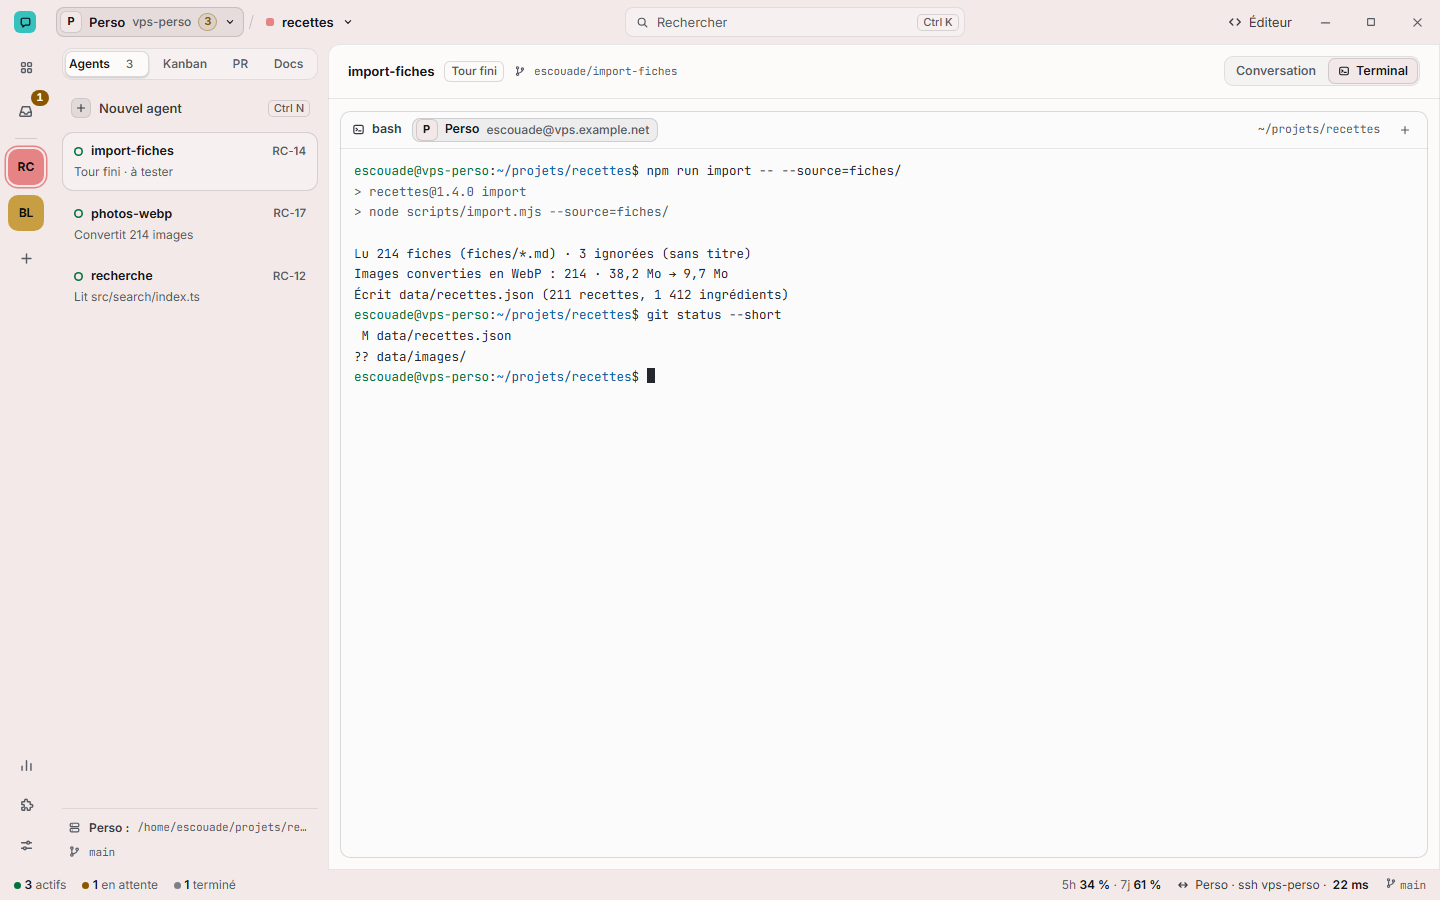 P Perso vps-perso 3 / recettes
Rechercher Ctrl K
Éditeur
1
RC
BL
Agents 3 Kanban PR Docs
Nouvel agent Ctrl N
import-fiches RC-14
Tour fini · à tester
photos-webp RC-17
Convertit 214 images
recherche RC-12
Lit src/search/index.ts
Perso : /home/escouade/projets/re…
main
import-fiches Tour fini escouade/import-fiches
Conversation Terminal
bash P Perso escouade@vps.example.net ~/projets/recettes
escouade@vps-perso:~/projets/recettes$ npm run import -- --source=fiches/
> recettes@1.4.0 import
> node scripts/import.mjs --source=fiches/
Lu 214 fiches (fiches/*.md) · 3 ignorées (sans titre)
Images converties en WebP : 214 · 38,2 Mo → 9,7 Mo
Écrit data/recettes.json (211 recettes, 1 412 ingrédients)
escouade@vps-perso:~/projets/recettes$ git status --short
M data/recettes.json
?? data/images/
escouade@vps-perso:~/projets/recettes$
3 actifs 1 en attente 1 terminé
5h 34 % · 7j 61 % Perso · ssh vps-perso · 22 ms main